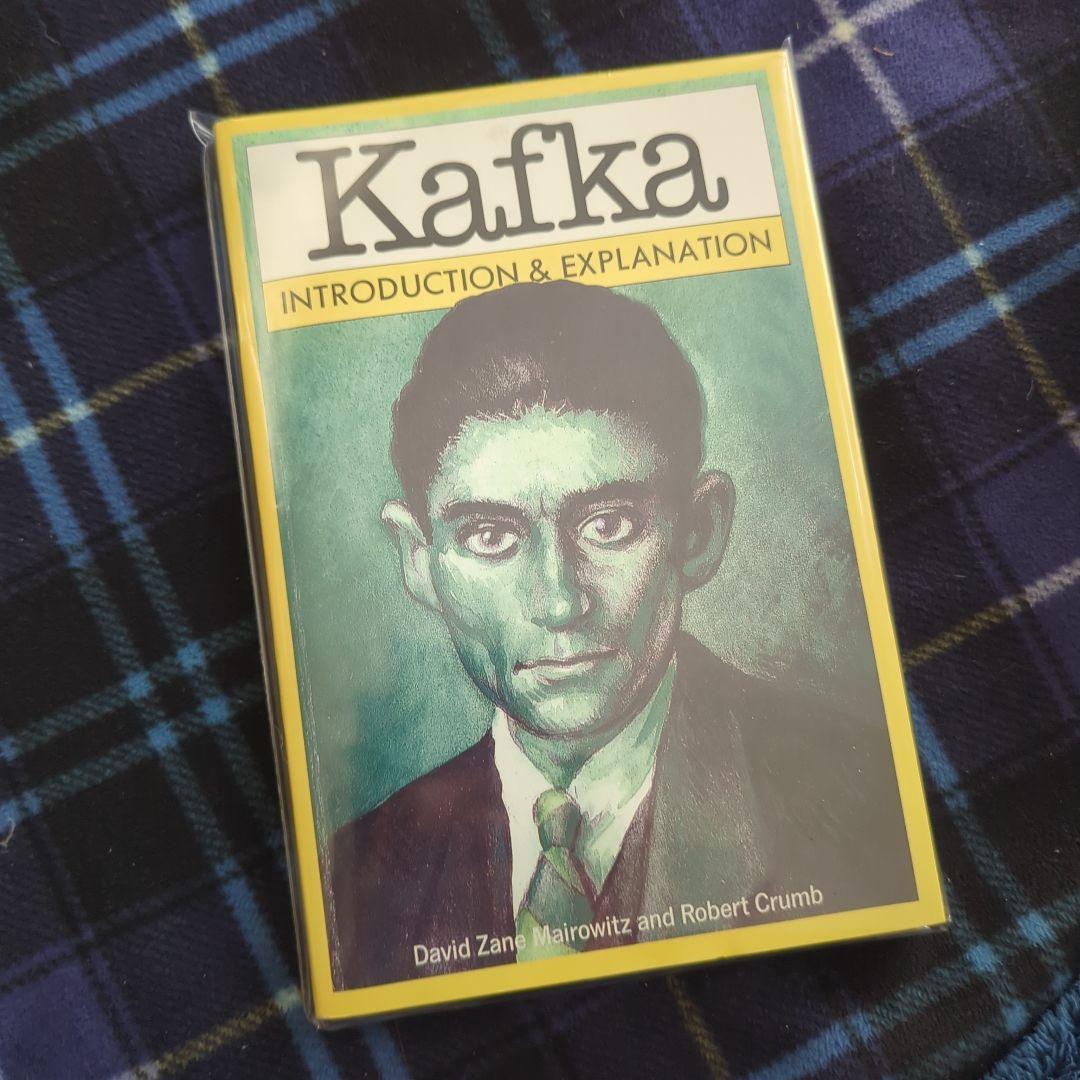 Kafka
INTRODUCTION & EXPLANATION
David Zane Mairowitz and Robert Crumb